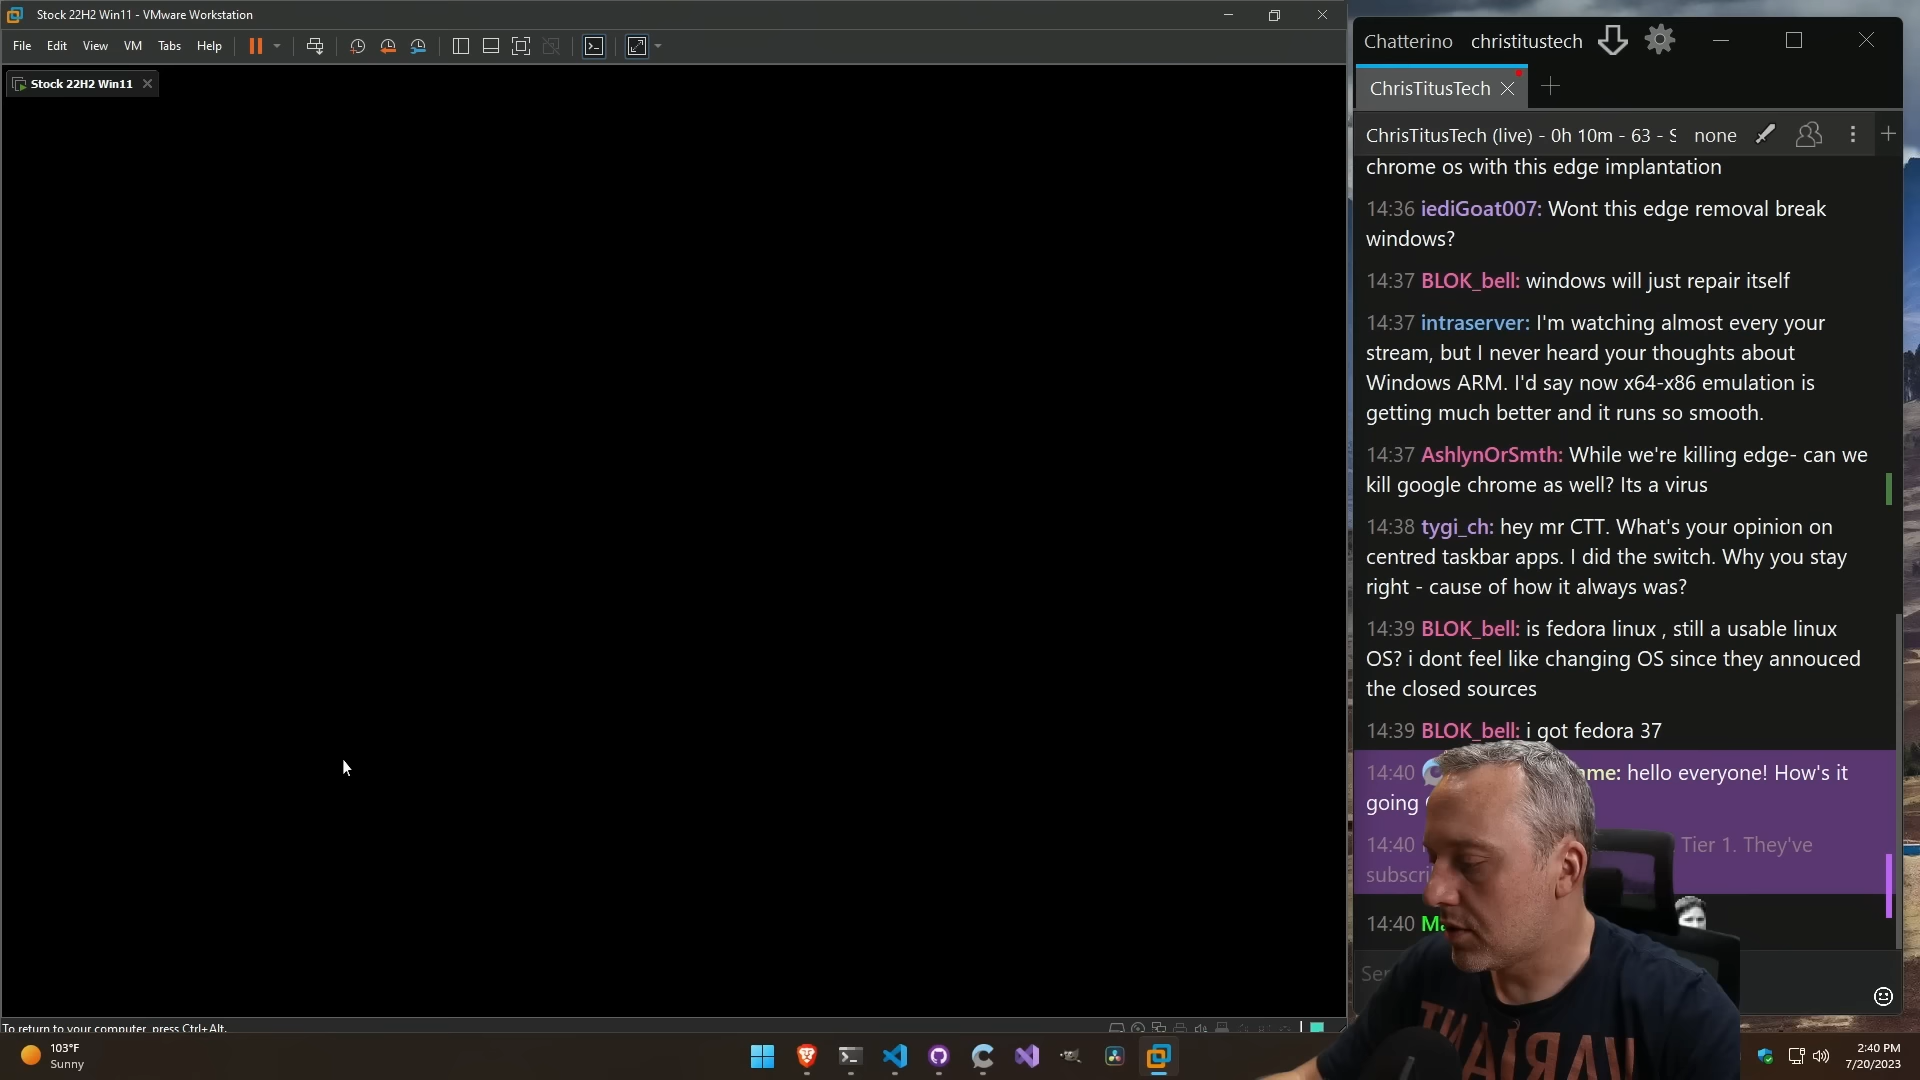 Stock 22H2 Win11 - VMware Workstation
File Edit View VM Tabs Help
Stock 22H2 Win11
To return to your computer, press Ctrl+Alt.
Chatterino christitustech
ChrisTitusTech
ChrisTitusTech (live) - 0h 10m - 63 - S none
chrome os with this edge implantation
14:36 iediGoat007: Wont this edge removal break
windows?
14:37 BLOK_bell: windows will just repair itself
14:37 intraserver: I'm watching almost every your
stream, but I never heard your thoughts about
Windows ARM. I'd say now x64-x86 emulation is
getting much better and it runs so smooth.
14:37 AshlynOrSmth: While we're killing edge- can we
kill google chrome as well? Its a virus
14:38 tygi_ch: hey mr CTT. What's your opinion on
centred taskbar apps. I did the switch. Why you stay
right - cause of how it always was?
14:39 BLOK_bell: is fedora linux , still a usable linux
OS? i dont feel like changing OS since they annouced
the closed sources
14:39 BLOK_bell: i got fedora 37
14:40 me: hello everyone! How's it
going
14:40 Tier 1. They've
subscri
14:40
VARIANT
103°F
Sunny
2:40 PM
7/20/2023